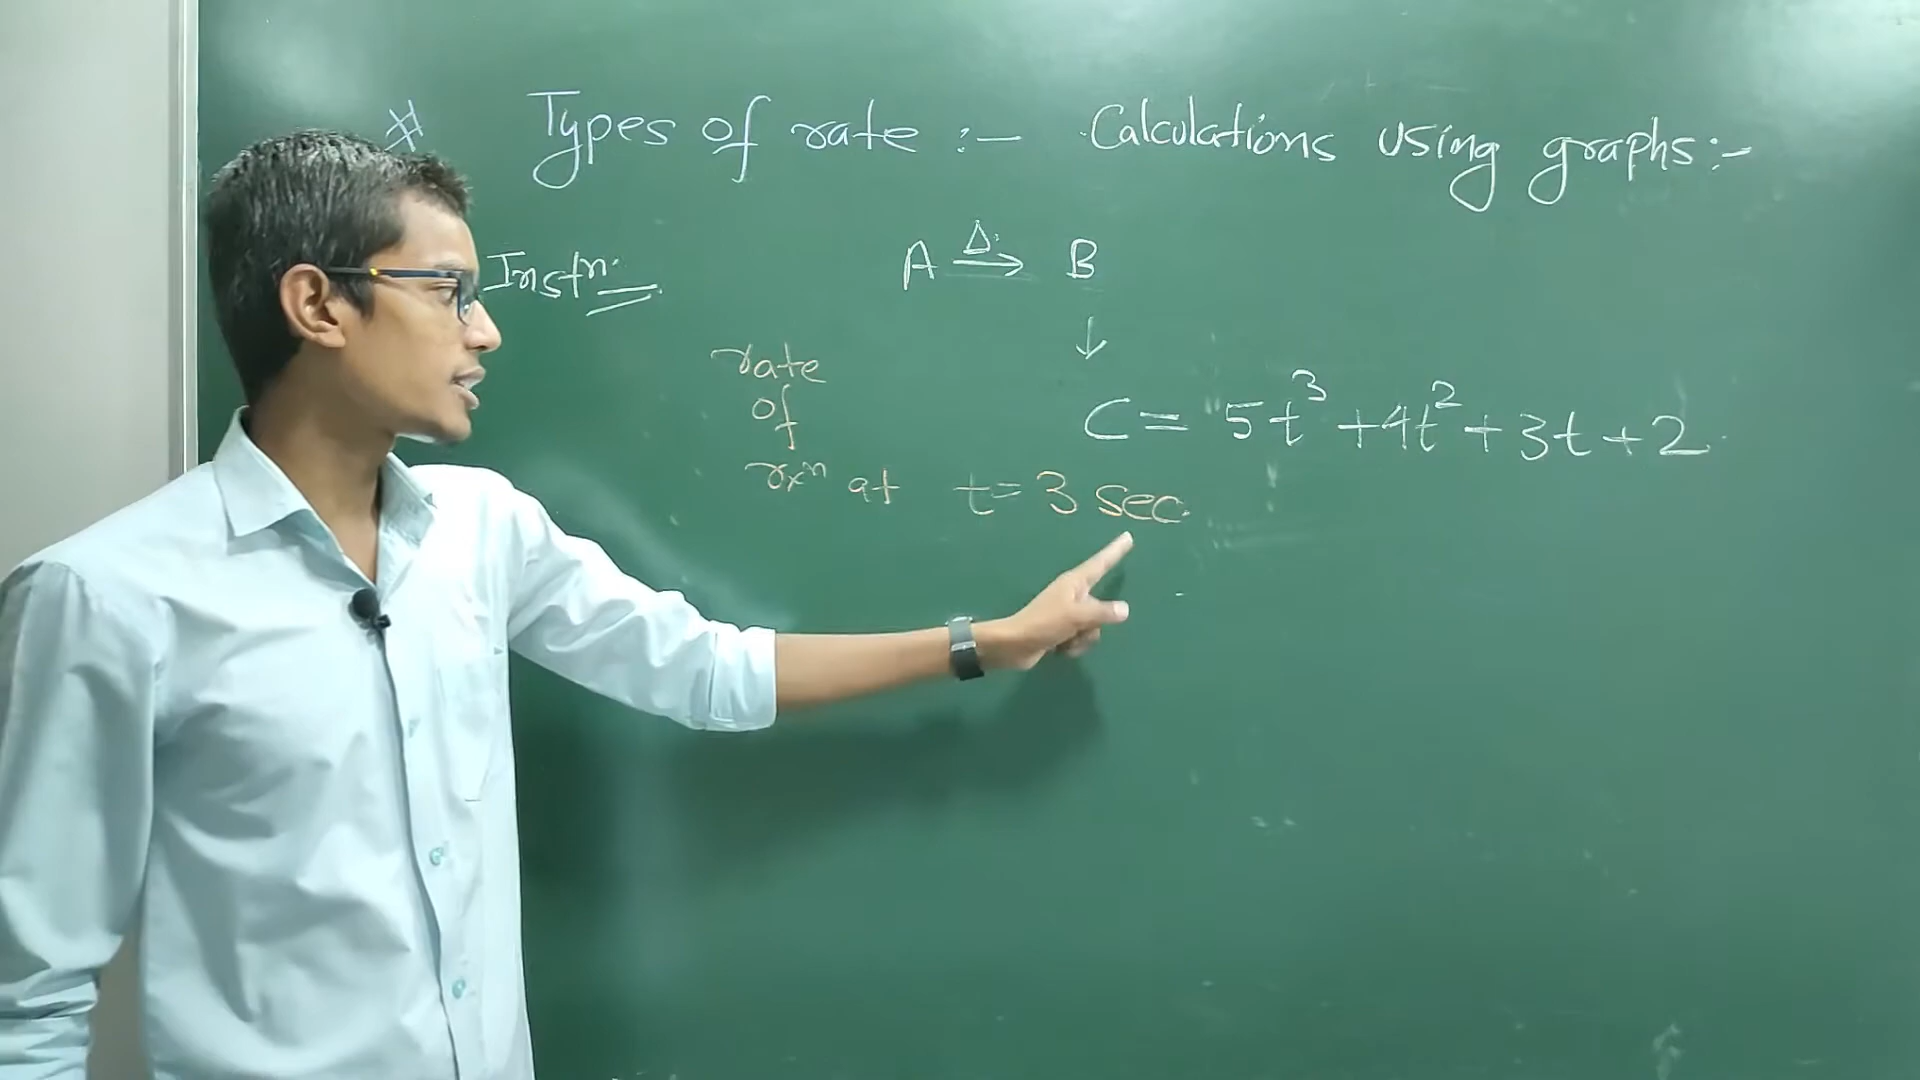 # Types of rate :- Calculations using graphs:-
Instⁿ.
A —Δ→ B
↓
rate
of
rxⁿ at t = 3 sec
C = 5t³ + 4t² + 3t + 2